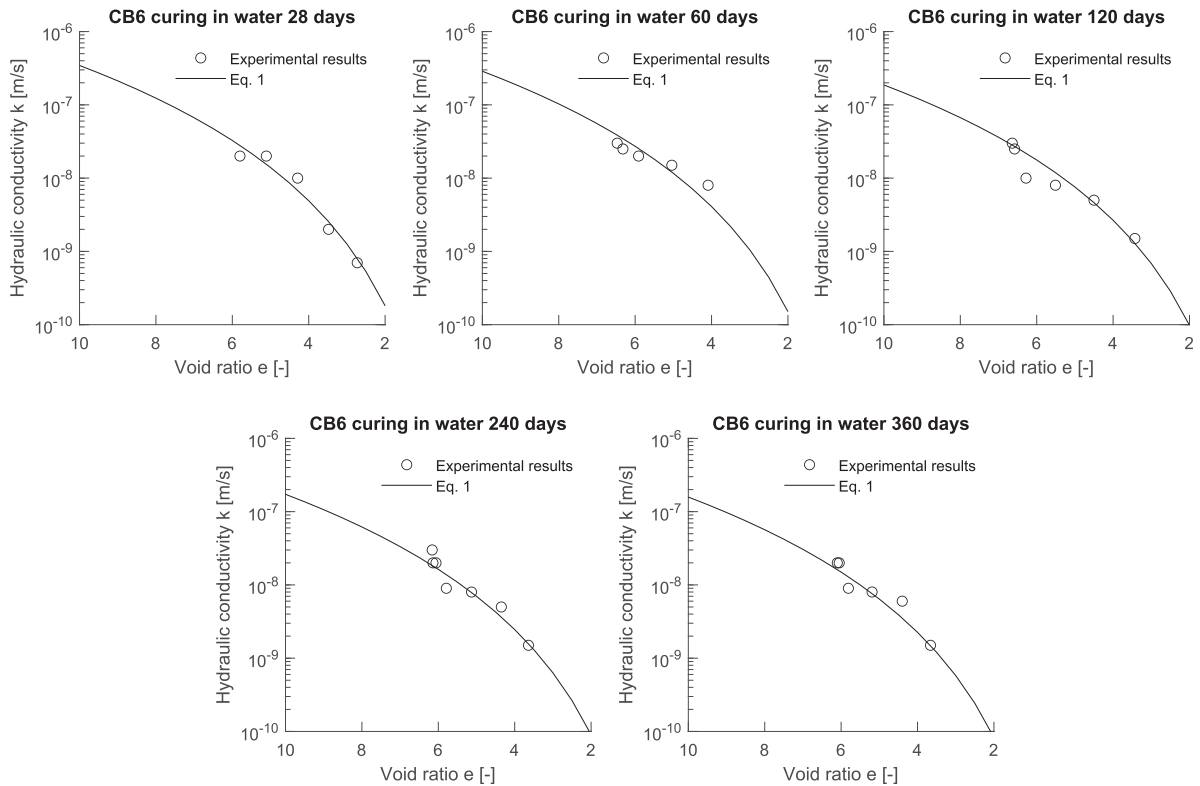 CB6 curing in water 28 days
10^-6
10^-7
10^-8
10^-9
10^-10
Hydraulic conductivity k [m/s]
Experimental results
Eq. 1
10 8 6 4 2
Void ratio e [-]
CB6 curing in water 60 days
10^-6
10^-7
10^-8
10^-9
10^-10
Hydraulic conductivity k [m/s]
Experimental results
Eq. 1
10 8 6 4 2
Void ratio e [-]
CB6 curing in water 120 days
10^-6
10^-7
10^-8
10^-9
10^-10
Hydraulic conductivity k [m/s]
Experimental results
Eq. 1
10 8 6 4 2
Void ratio e [-]
CB6 curing in water 240 days
10^-6
10^-7
10^-8
10^-9
10^-10
Hydraulic conductivity k [m/s]
Experimental results
Eq. 1
10 8 6 4 2
Void ratio e [-]
CB6 curing in water 360 days
10^-6
10^-7
10^-8
10^-9
10^-10
Hydraulic conductivity k [m/s]
Experimental results
Eq. 1
10 8 6 4 2
Void ratio e [-]